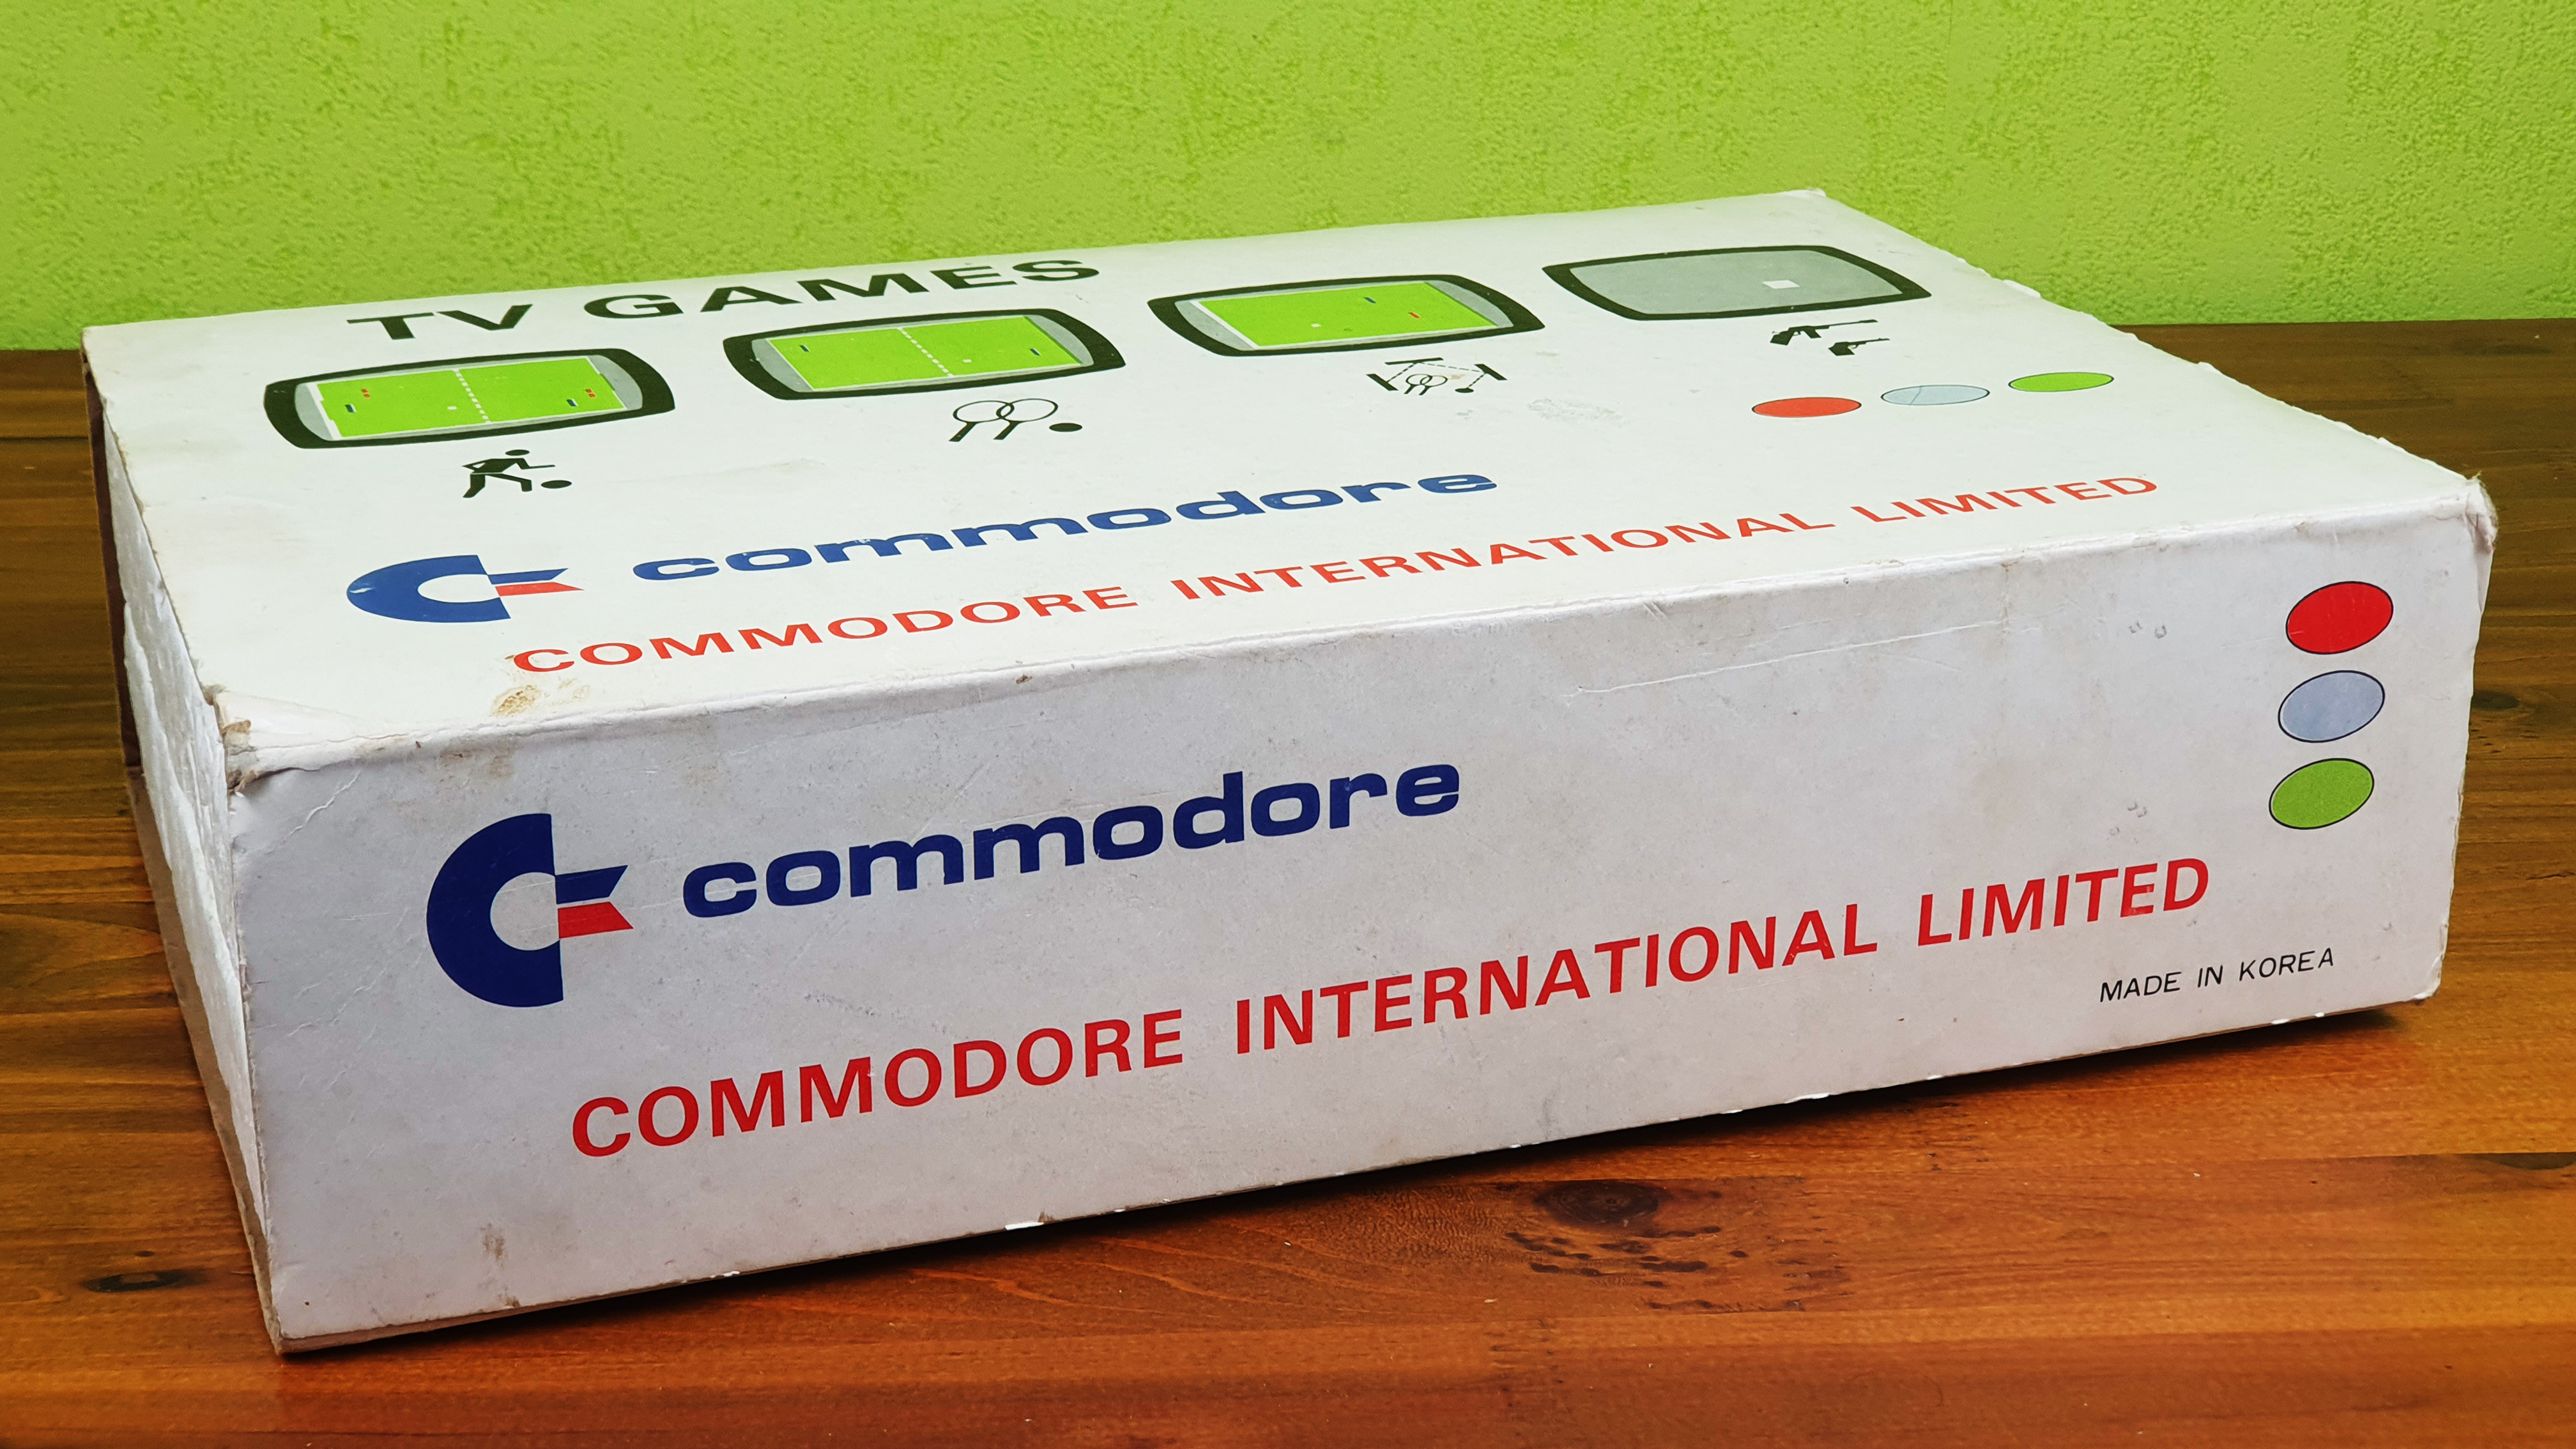 TV GAMES
commodore
COMMODORE INTERNATIONAL LIMITED
commodore
COMMODORE INTERNATIONAL LIMITED
MADE IN KOREA